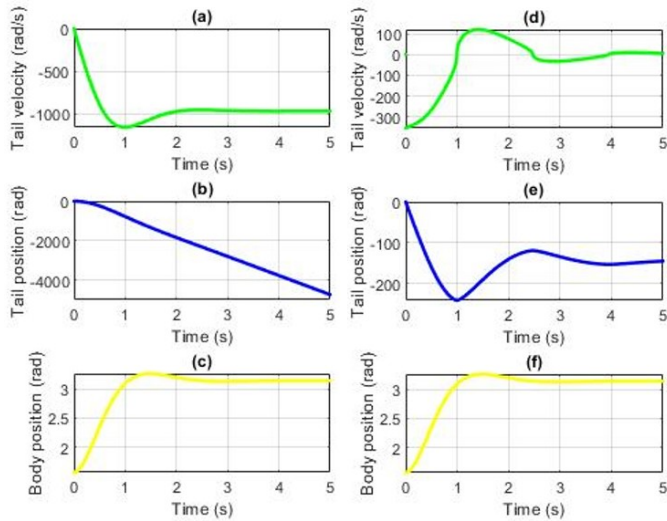 (a)
Tail velocity (rad/s)
0
-500
-1000
0 1 2 3 4 5
Time (s)
(b)
Tail position (rad)
0
-2000
-4000
0 1 2 3 4 5
Time (s)
(c)
Body position (rad)
3
2.5
2
0 1 2 3 4 5
Time (s)
(d)
Tail velocity (rad/s)
100
0
-100
-200
-300
0 1 2 3 4 5
Time (s)
(e)
Tail position (rad)
0
-100
-200
0 1 2 3 4 5
Time (s)
(f)
Body position (rad)
3
2.5
2
0 1 2 3 4 5
Time (s)